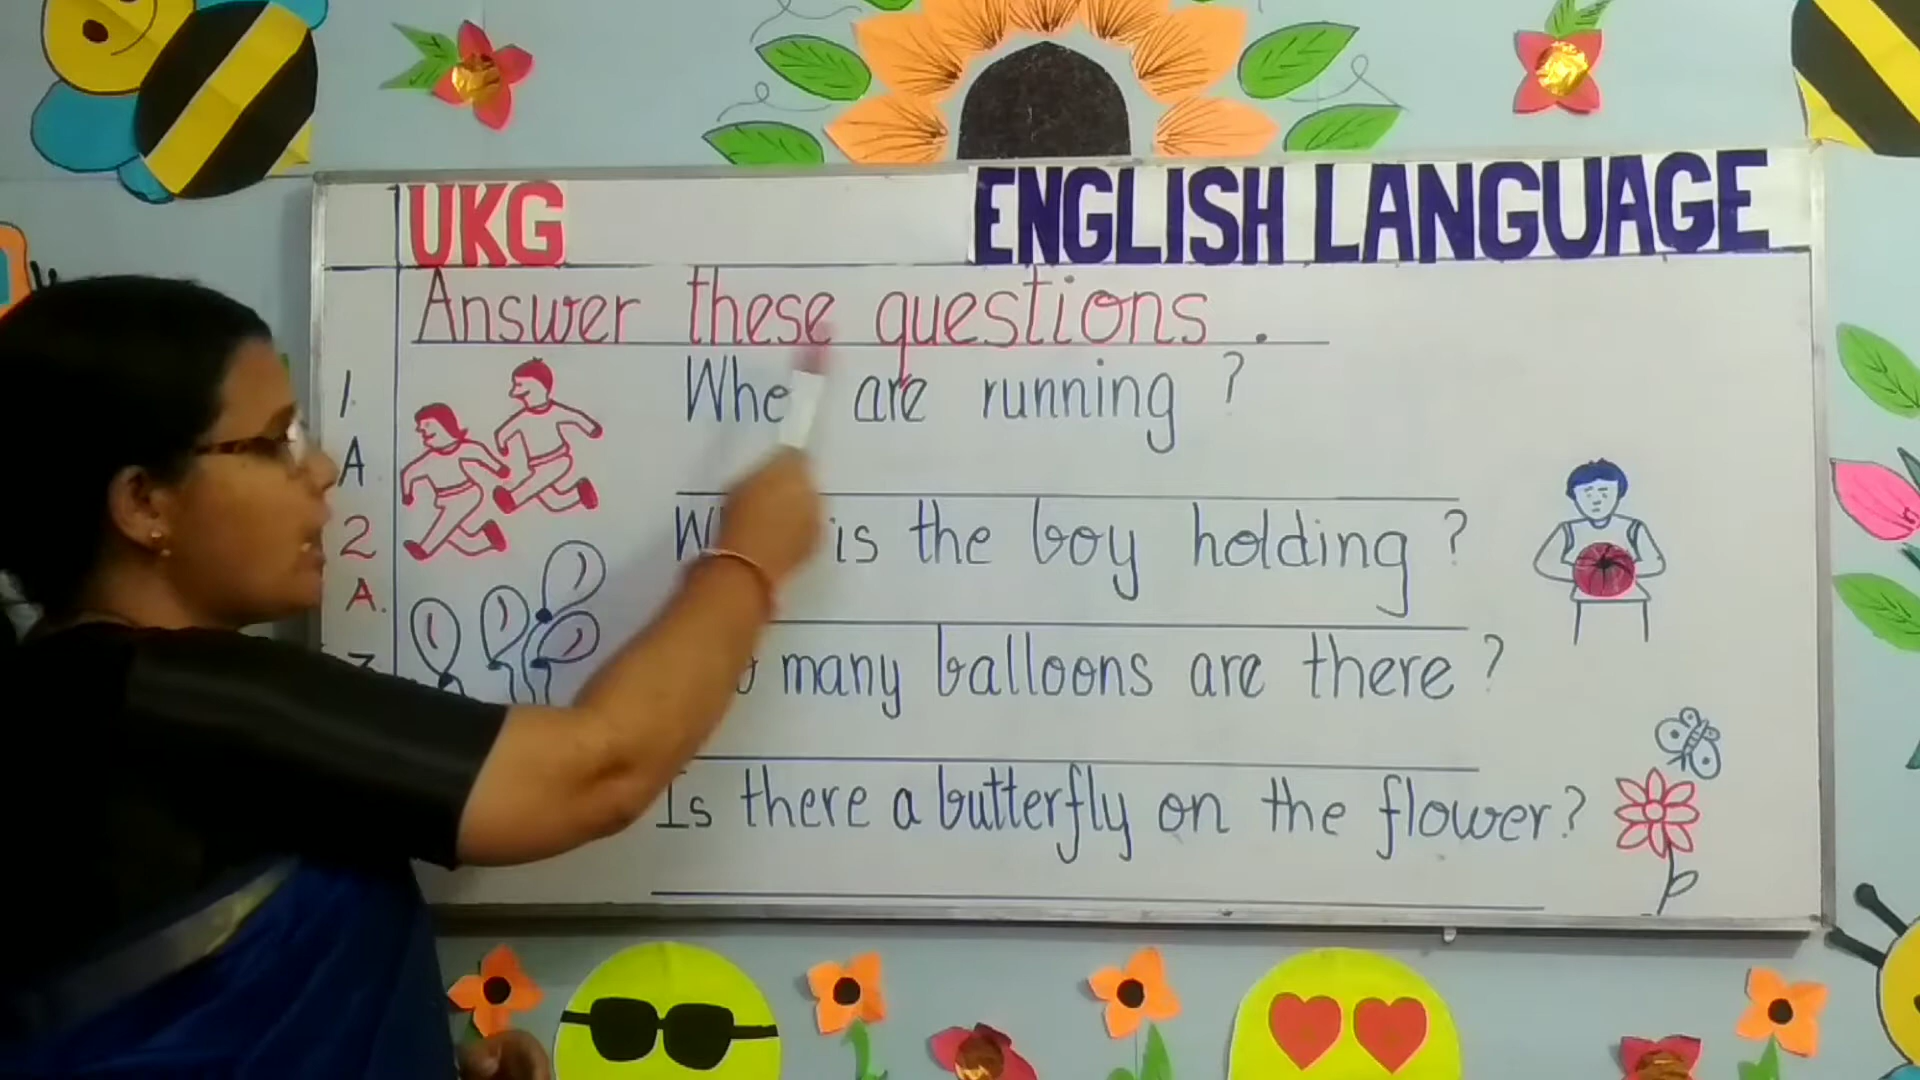 UKG ENGLISH LANGUAGE
Answer these questions.
1. Whe are running ?
A
2 is the boy holding ?
A.
many balloons are there ?
Is there a butterfly on the flower?